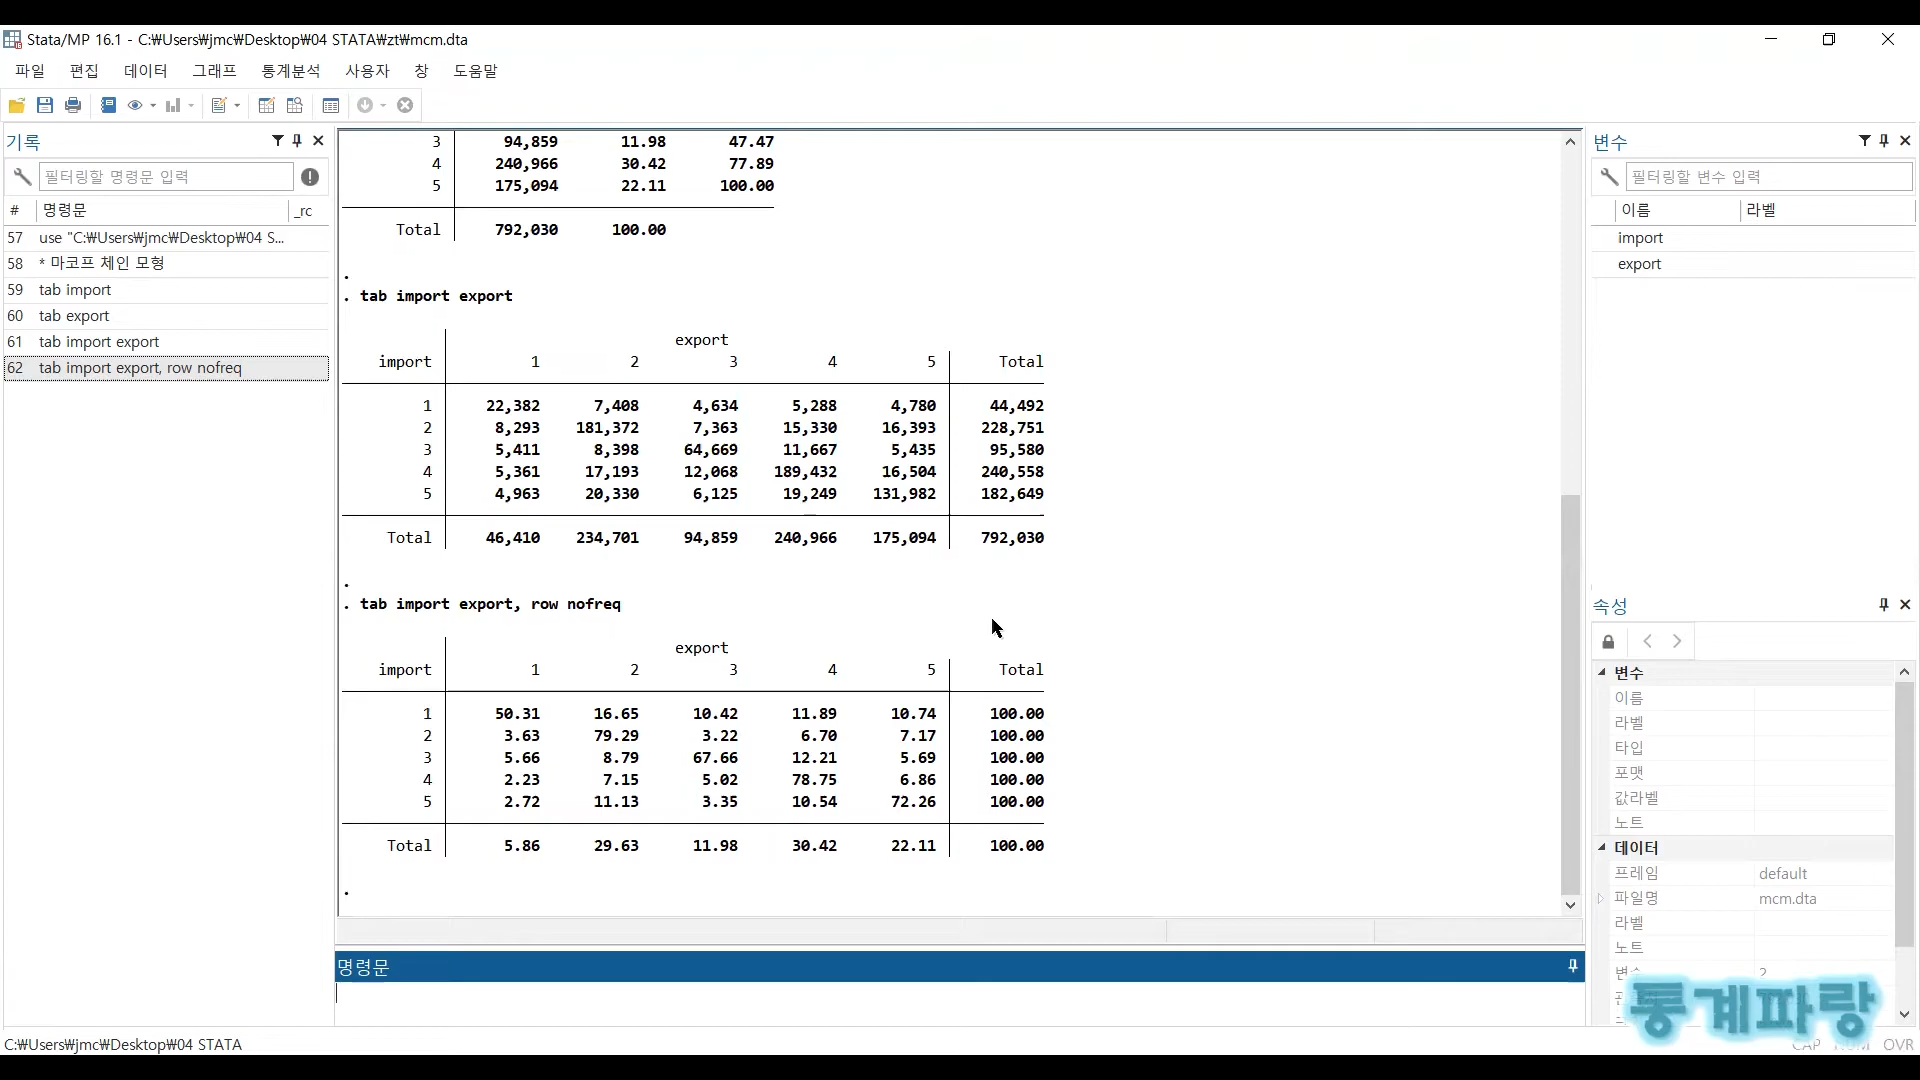 Stata/MP 16.1 - C:₩Users₩jmc₩Desktop₩04 STATA₩zt₩mcm.dta
파일 편집 데이터 그래프 통계분석 사용자 창 도움말
기록
필터링할 명령문 입력
# 명령문 _rc
57 use "C:₩Users₩jmc₩Desktop₩04 S...
58 * 마코프 체인 모형
59 tab import
60 tab export
61 tab import export
62 tab import export, row nofreq
3 94,859 11.98 47.47
4 240,966 30.42 77.89
5 175,094 22.11 100.00
Total 792,030 100.00
.
. tab import export
export
import 1 2 3 4 5 Total
1 22,382 7,408 4,634 5,288 4,780 44,492
2 8,293 181,372 7,363 15,330 16,393 228,751
3 5,411 8,398 64,669 11,667 5,435 95,580
4 5,361 17,193 12,068 189,432 16,504 240,558
5 4,963 20,330 6,125 19,249 131,982 182,649
Total 46,410 234,701 94,859 240,966 175,094 792,030
.
. tab import export, row nofreq
export
import 1 2 3 4 5 Total
1 50.31 16.65 10.42 11.89 10.74 100.00
2 3.63 79.29 3.22 6.70 7.17 100.00
3 5.66 8.79 67.66 12.21 5.69 100.00
4 2.23 7.15 5.02 78.75 6.86 100.00
5 2.72 11.13 3.35 10.54 72.26 100.00
Total 5.86 29.63 11.98 30.42 22.11 100.00
.
명령문
변수
필터링할 변수 입력
이름 라벨
import
export
속성
변수
이름
라벨
타입
포맷
값라벨
노트
데이터
프레임 default
파일명 mcm.dta
라벨
노트
변수 2
통계파랑
C:₩Users₩jmc₩Desktop₩04 STATA
CAP NUM OVR